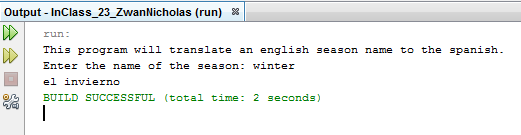 Output - InClass_23_ZwanNicholas (run)
run:
This program will translate an english season name to the spanish.
Enter the name of the season: winter
el invierno
BUILD SUCCESSFUL (total time: 2 seconds)